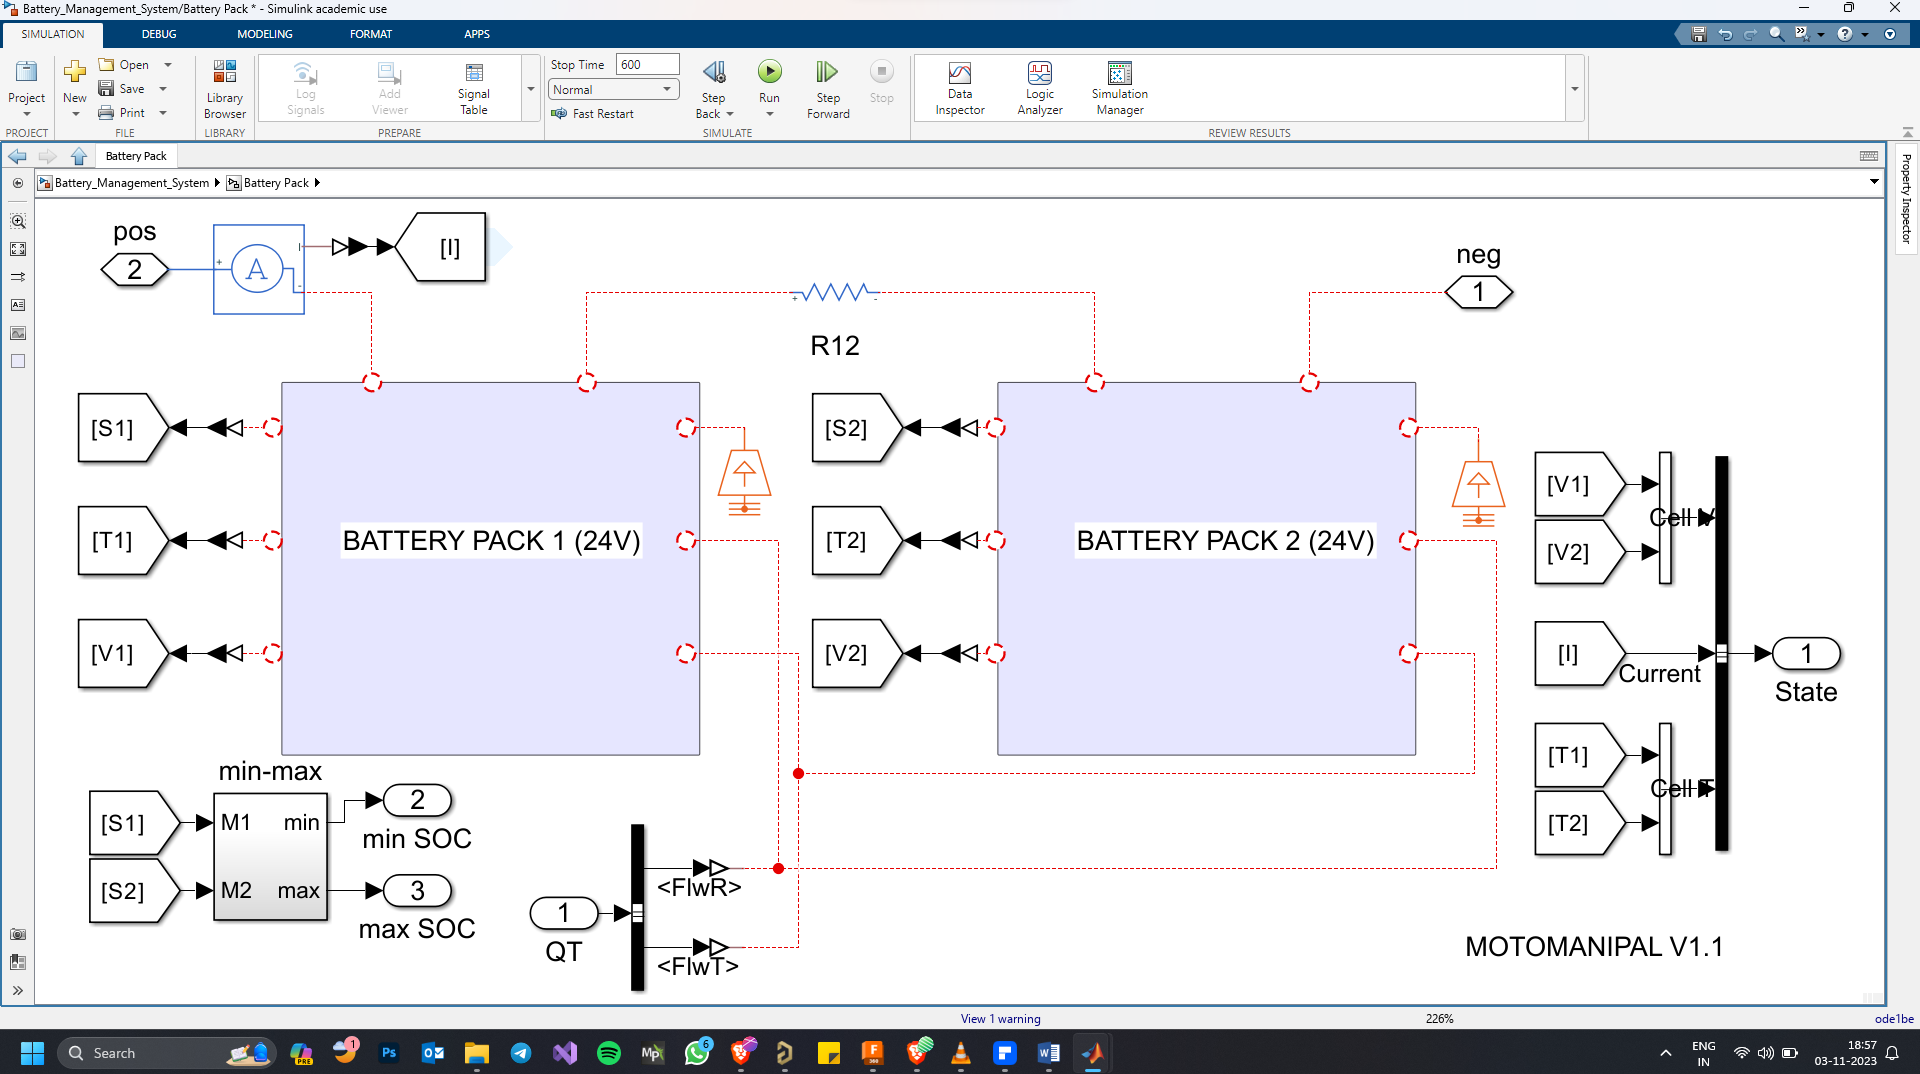 Battery_Management_System/Battery Pack * - Simulink academic use
SIMULATION DEBUG MODELING FORMAT APPS
Project
New
Open
Save
Print
Library Browser
Log Signals
Add Viewer
Signal Table
Stop Time 600
Normal
Fast Restart
Step Back
Run
Step Forward
Stop
Data Inspector
Logic Analyzer
Simulation Manager
PROJECT FILE LIBRARY PREPARE SIMULATE REVIEW RESULTS
Battery Pack
Property Inspector
Battery_Management_System Battery Pack
pos
2
+ A I -
[I]
neg
1
+ -
R12
[S1]
[T1]
[V1]
BATTERY PACK 1 (24V)
[S2]
[T2]
[V2]
BATTERY PACK 2 (24V)
[V1]
[V2]
Cell V
[I]
Current
[T1]
[T2]
Cell T
1
State
min-max
[S1]
[S2]
M1 min
M2 max
2
min SOC
3
max SOC
1
QT
<FlwR>
<FlwT>
MOTOMANIPAL V1.1
View 1 warning 226% ode1be
Search
PRE
1
Ps
6
F
360
ENG
IN
18:57
03-11-2023